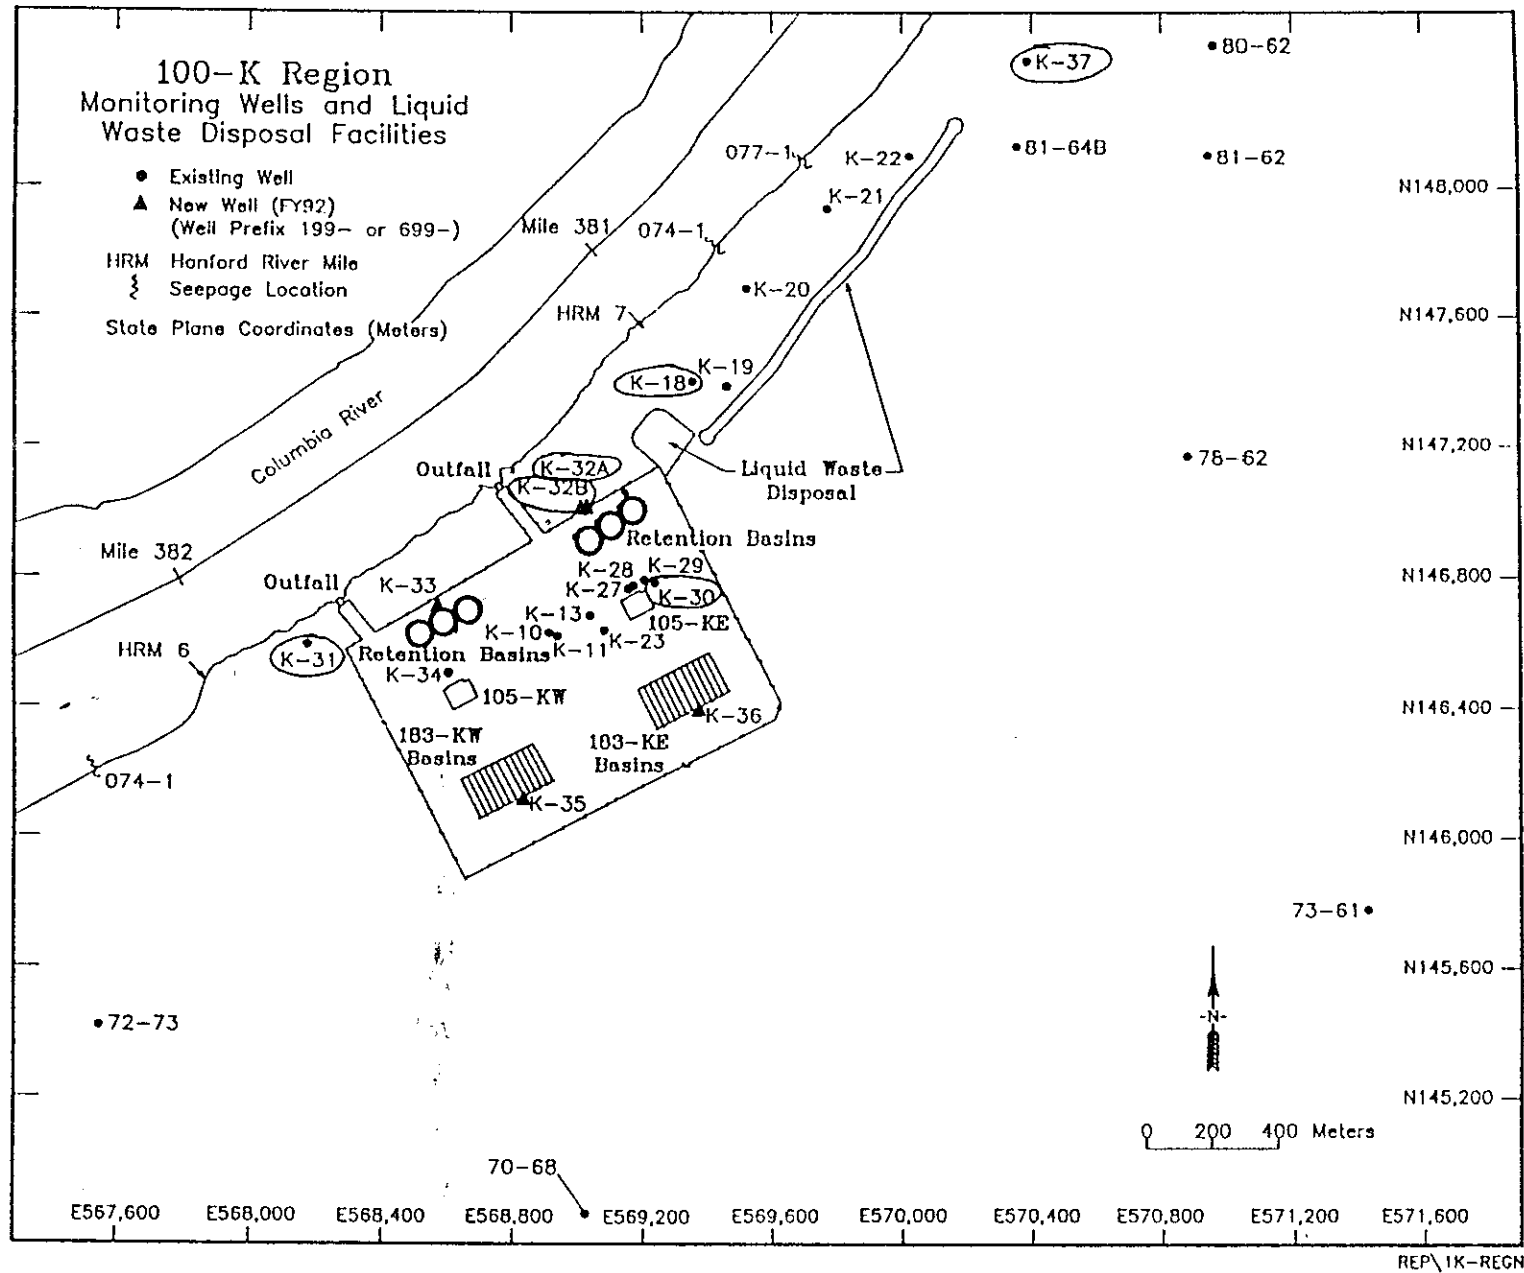 100-K Region
Monitoring Wells and Liquid
Waste Disposal Facilities
Existing Well
New Well (FY92)
(Well Prefix 199- or 699-)
HRM Hanford River Mile
Seepage Location
State Plane Coordinates (Meters)
80-62
K-37
077-1
K-22
81-64B
81-62
N148,000
K-21
Mile 381
074-1
K-20
HRM 7
N147,600
K-19
K-18
Columbia River
N147,200
78-62
Outfall
K-32A
K-32B
Liquid Waste
Disposal
Retention Basins
Mile 382
Outfall
K-33
K-28
K-29
K-27
K-30
N146,800
K-13
105-KE
K-10
K-11
K-23
HRM 6
K-31
Retention Basins
K-34
105-KW
K-36
N146,400
183-KW
Basins
183-KE
Basins
074-1
K-35
N146,000
73-61
N145,600
72-73
-N-
N145,200
0 200 400 Meters
70-68
E567,600 E568,000 E568,400 E568,800 E569,200 E569,600 E570,000 E570,400 E570,800 E571,200 E571,600
REP\1K-REGN